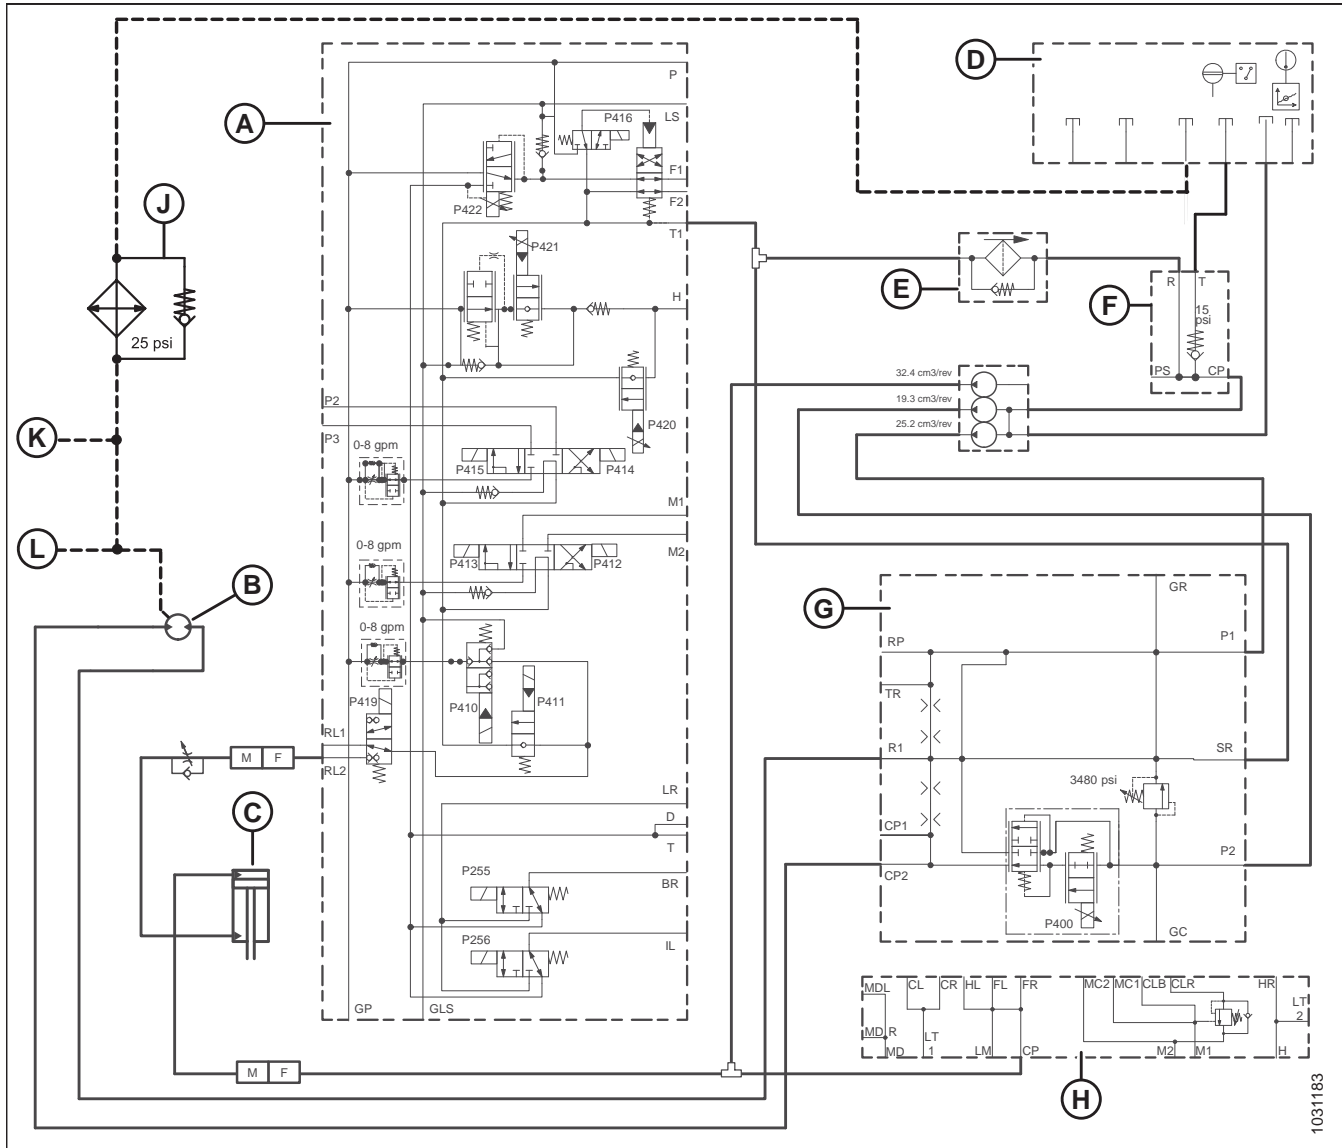 D
A
P
P416
LS
F1
P422
F2
T1
J
P421
E
F
R T
15
psi
H
25 psi
PS CP
32.4 cm3/rev
19.3 cm3/rev
25.2 cm3/rev
P2
P420
K
P3
0-8 gpm
P415
P414
M1
L
0-8 gpm
P413
P412
M2
B
G
GR
0-8 gpm
RP
P1
P419
P410
P411
TR
RL1
R1
SR
M F
RL2
3480 psi
LR
C
D
CP1
T
P2
P255
BR
CP2
P400
P256
IL
GC
GP
GLS
MDL
CL
CR
HL
FL
FR
MC2
MC1
CLB
CLR
HR
LT
2
MD_R
LT
1
MD
LM
CP
M2
M1
H
M F
H
1031183